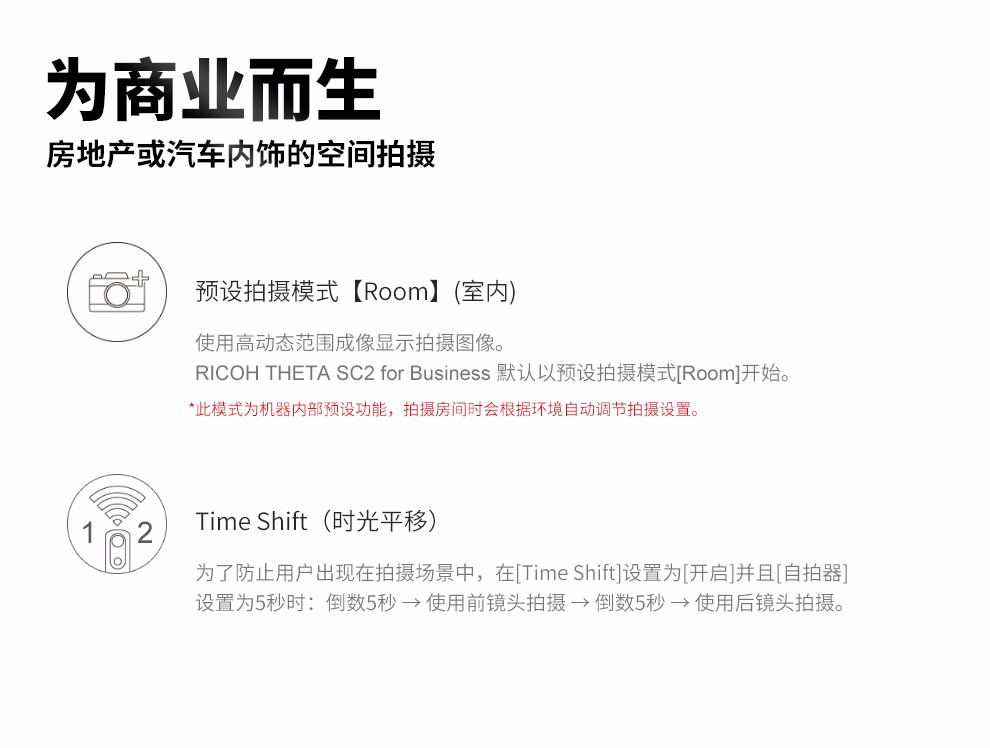 为商业而生
房地产或汽车内饰的空间拍摄
预设拍摄模式【Room】(室内)
使用高动态范围成像显示拍摄图像。
RICOH THETA SC2 for Business 默认以预设拍摄模式[Room]开始。
*此模式为机器内部预设功能，拍摄房间时会根据环境自动调节拍摄设置。
1 2
Time Shift（时光平移）
为了防止用户出现在拍摄场景中，在[Time Shift]设置为[开启]并且[自拍器]
设置为5秒时：倒数5秒 → 使用前镜头拍摄 → 倒数5秒 → 使用后镜头拍摄。